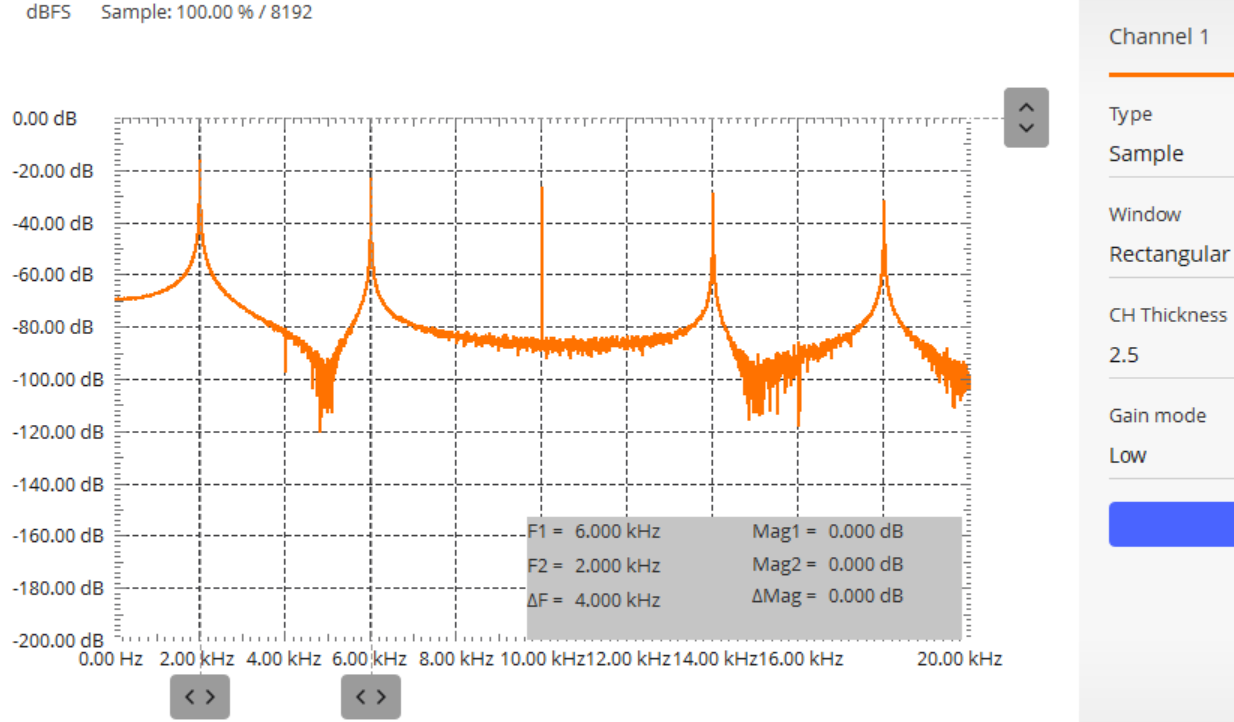 dBFS Sample: 100.00 % / 8192
0.00 dB
-20.00 dB
-40.00 dB
-60.00 dB
-80.00 dB
-100.00 dB
-120.00 dB
-140.00 dB
-160.00 dB
-180.00 dB
-200.00 dB
0.00 Hz 2.00 kHz 4.00 kHz 6.00 kHz 8.00 kHz 10.00 kHz 12.00 kHz 14.00 kHz 16.00 kHz 20.00 kHz
F1 = 6.000 kHz Mag1 = 0.000 dB
F2 = 2.000 kHz Mag2 = 0.000 dB
ΔF = 4.000 kHz ΔMag = 0.000 dB
Channel 1
Type
Sample
Window
Rectangular
CH Thickness
2.5
Gain mode
Low